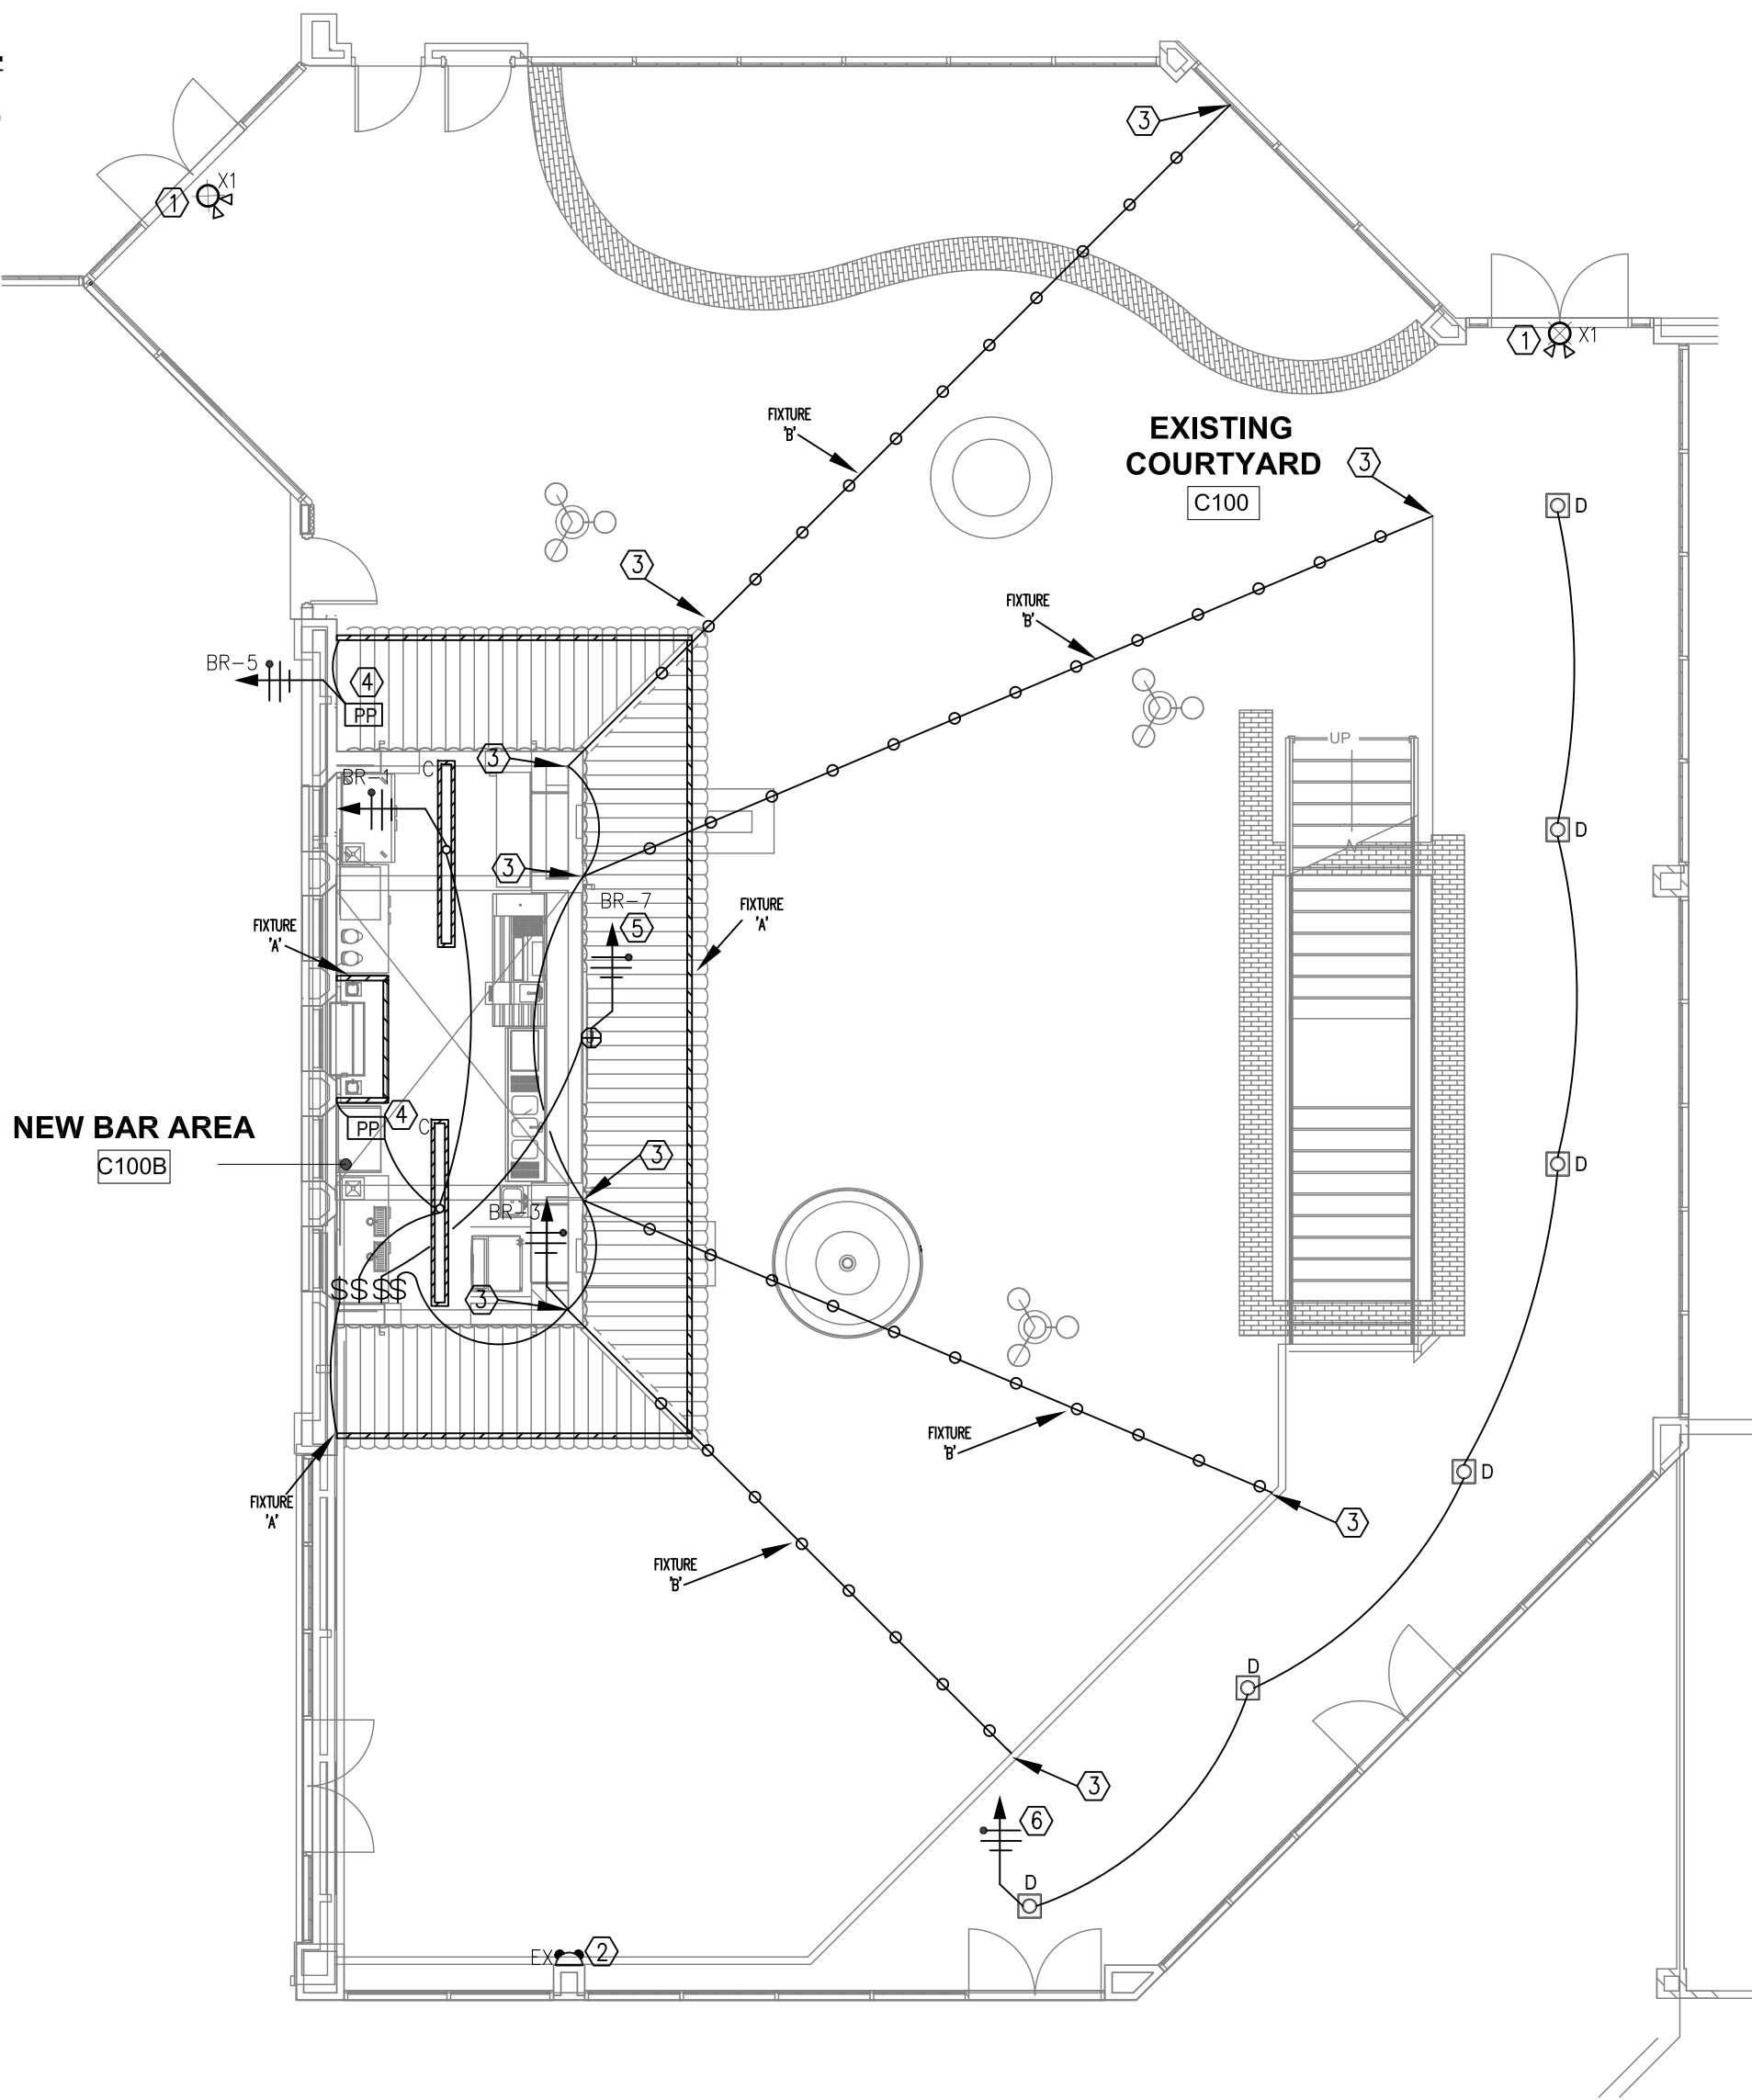 3
X1
1
1
X1
FIXTURE
'B'
EXISTING
COURTYARD
3
C100
D
3
FIXTURE
'B'
BR-5
4
PP
UP
3
C
BR-1
D
3
BR-7
5
FIXTURE
'A'
FIXTURE
'A'
4
PP
C
NEW BAR AREA
C100B
3
D
BR-3
$$ $$
3
FIXTURE
'B'
D
FIXTURE
'A'
3
FIXTURE
'B'
D
3
6
D
EX
2